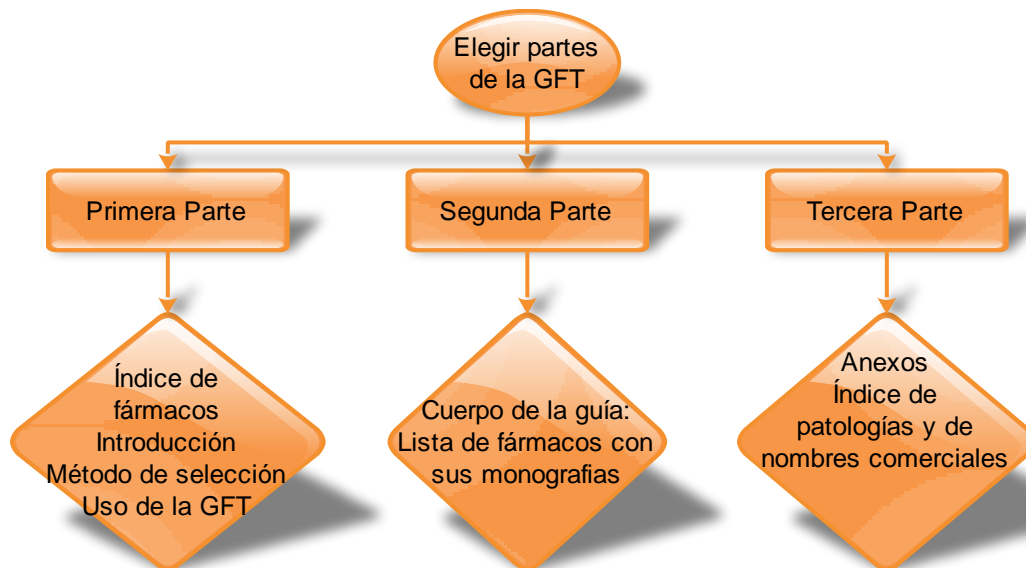 Elegir partes
de la GFT
Primera Parte
Segunda Parte
Tercera Parte
Índice de
fármacos
Introducción
Método de selección
Uso de la GFT
Cuerpo de la guía:
Lista de fármacos con
sus monografias
Anexos
Índice de
patologías y de
nombres comerciales